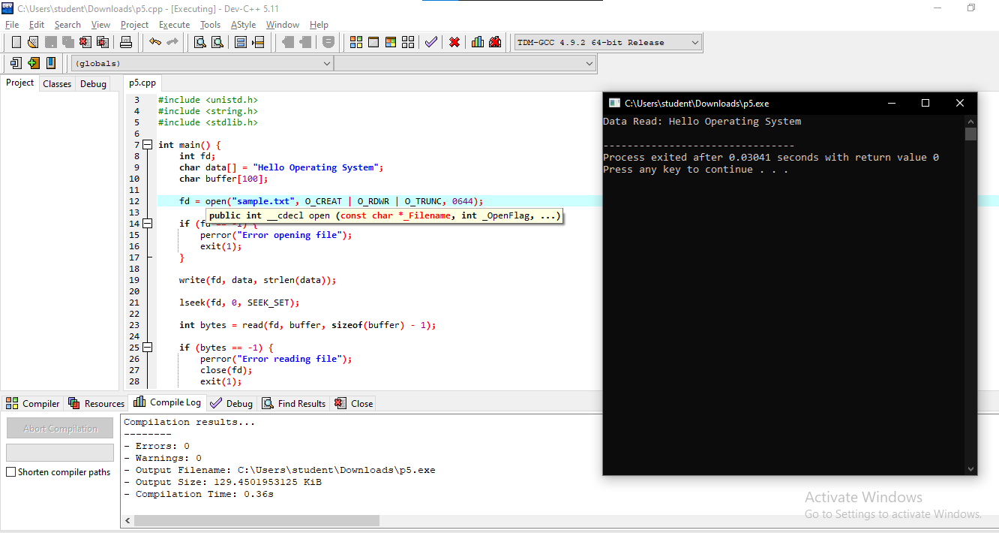 C:\Users\student\Downloads\p5.cpp - [Executing] - Dev-C++ 5.11
File Edit Search View Project Execute Tools AStyle Window Help
TDM-GCC 4.9.2 64-bit Release
(globals)
Project Classes Debug
p5.cpp
3 #include <unistd.h>
4 #include <string.h>
5 #include <stdlib.h>
6
7 int main() {
8 int fd;
9 char data[] = "Hello Operating System";
10 char buffer[100];
11
12 fd = open("sample.txt", O_CREAT | O_RDWR | O_TRUNC, 0644);
13
public int __cdecl open (const char *_Filename, int _OpenFlag, ...)
14 if (fd == -1) {
15 perror("Error opening file");
16 exit(1);
17 }
18
19 write(fd, data, strlen(data));
20
21 lseek(fd, 0, SEEK_SET);
22
23 int bytes = read(fd, buffer, sizeof(buffer) - 1);
24
25 if (bytes == -1) {
26 perror("Error reading file");
27 close(fd);
28 exit(1);
C:\Users\student\Downloads\p5.exe
Data Read: Hello Operating System
--------------------------------
Process exited after 0.03041 seconds with return value 0
Press any key to continue . . .
Compiler Resources Compile Log Debug Find Results Close
Abort Compilation
Shorten compiler paths
Compilation results...
--------
- Errors: 0
- Warnings: 0
- Output Filename: C:\Users\student\Downloads\p5.exe
- Output Size: 129.4501953125 KiB
- Compilation Time: 0.36s
Activate Windows
Go to Settings to activate Windows.